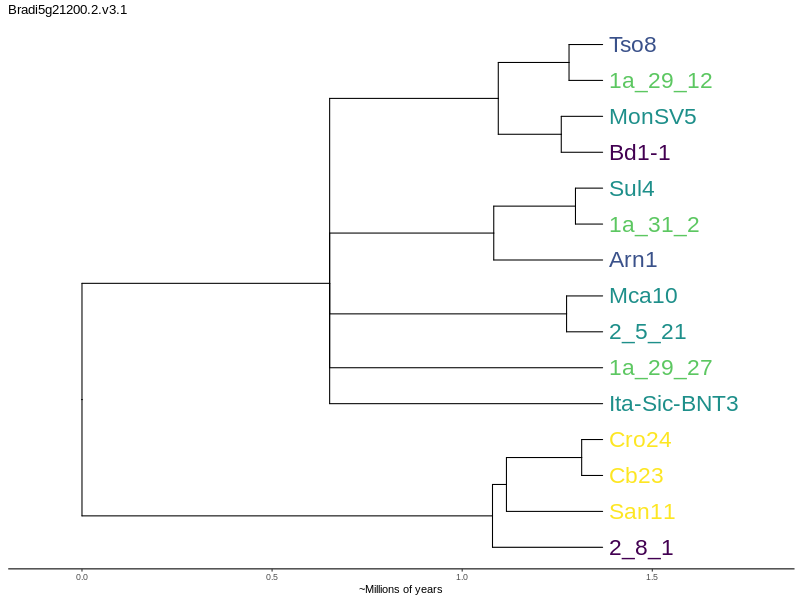 Bradi5g21200.2.v3.1
Tso8
1a_29_12
MonSV5
Bd1-1
Sul4
1a_31_2
Arn1
Mca10
2_5_21
1a_29_27
Ita-Sic-BNT3
Cro24
Cb23
San11
2_8_1
0.0 0.5 1.0 1.5
~Millions of years